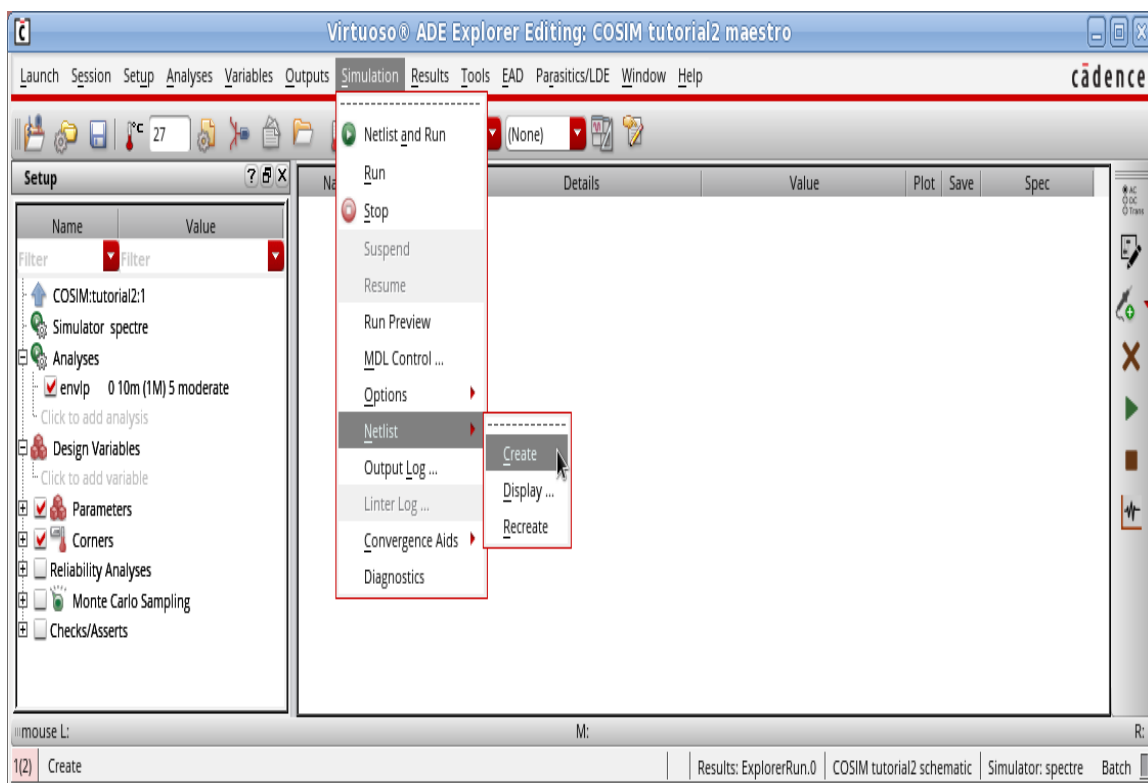 Virtuoso® ADE Explorer Editing: COSIM tutorial2 maestro
Launch Session Setup Analyses Variables Outputs Simulation Results Tools EAD Parasitics/LDE Window Help
cādence
°C 27 (None)
Setup
Name Value
Filter Filter
COSIM:tutorial2:1
Simulator spectre
Analyses
envlp 0 10m (1M) 5 moderate
Click to add analysis
Design Variables
Click to add variable
Parameters
Corners
Reliability Analyses
Monte Carlo Sampling
Checks/Asserts
Netlist and Run
Run
Stop
Suspend
Resume
Run Preview
MDL Control ...
Options
Netlist
Output Log ...
Linter Log ...
Convergence Aids
Diagnostics
Create
Display ...
Recreate
Na Details Value Plot Save Spec
AC
DC
Trans
mouse L: M: R:
1(2) Create Results: ExplorerRun.0 COSIM tutorial2 schematic Simulator: spectre Batch